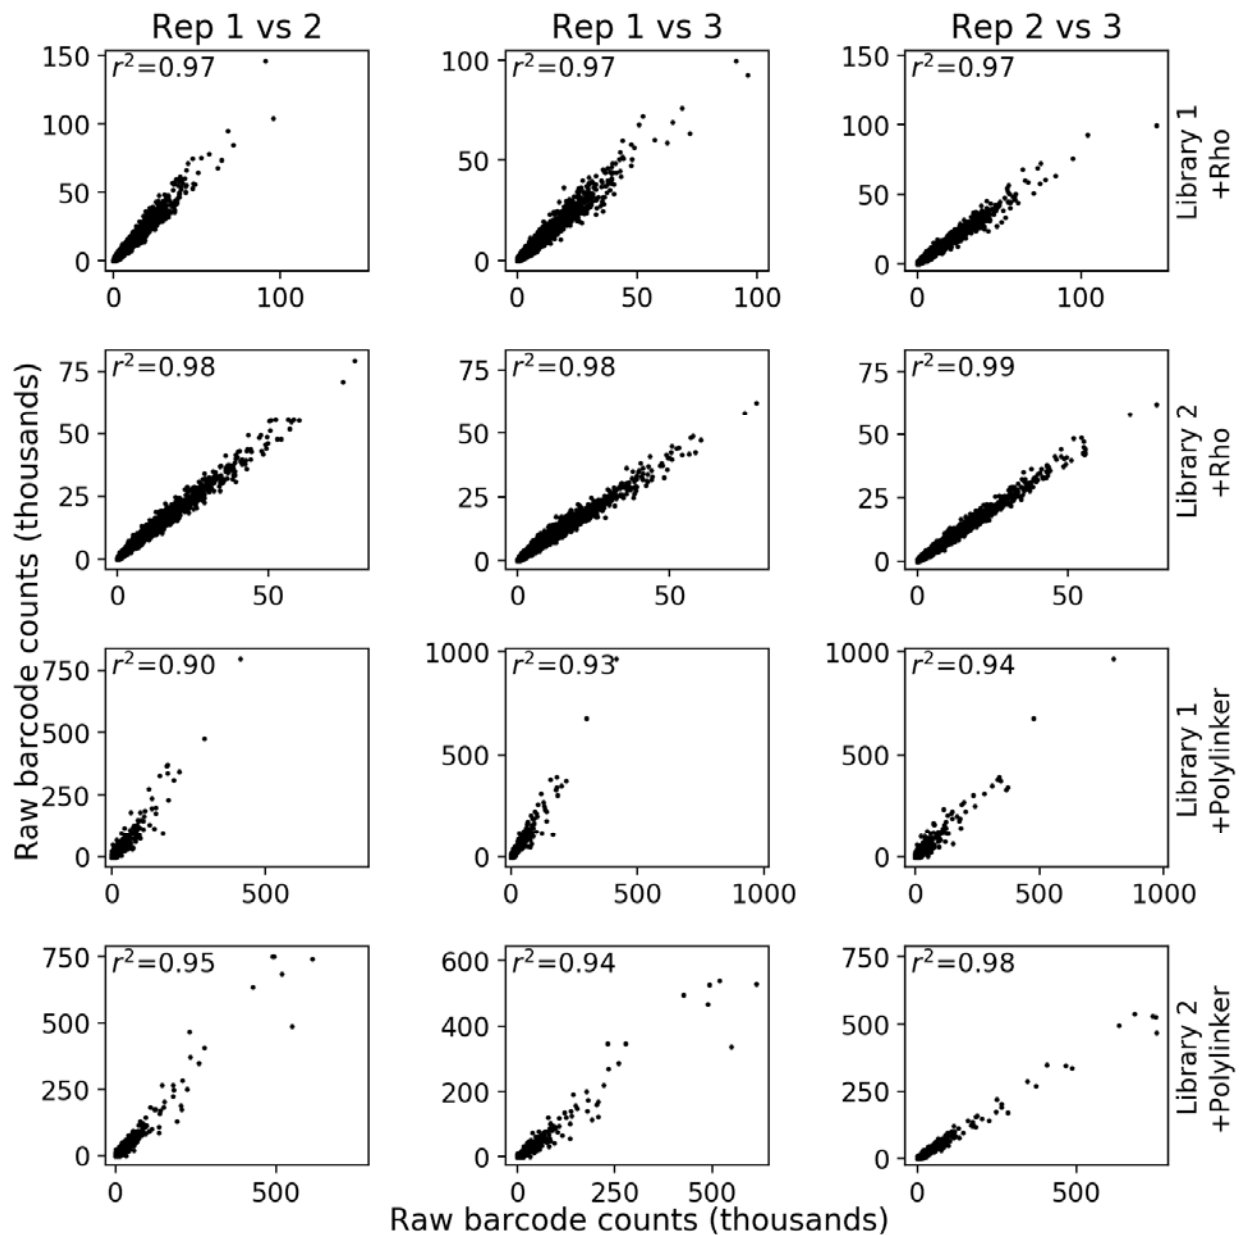 Rep 1 vs 2
Rep 1 vs 3
Rep 2 vs 3
r²=0.97
150
100
50
0
0
100
r²=0.97
100
50
0
0
50
100
r²=0.97
150
100
50
0
0
100
Library 1
+Rho
r²=0.98
75
50
25
0
0
50
r²=0.98
75
50
25
0
0
50
r²=0.99
75
50
25
0
0
50
Library 2
+Rho
Raw barcode counts (thousands)
r²=0.90
750
500
250
0
0
500
r²=0.93
1000
500
0
0
500
1000
r²=0.94
1000
500
0
0
500
1000
Library 1
+Polylinker
r²=0.95
750
500
250
0
0
500
r²=0.94
600
400
200
0
0
250
500
r²=0.98
750
500
250
0
0
500
Library 2
+Polylinker
Raw barcode counts (thousands)